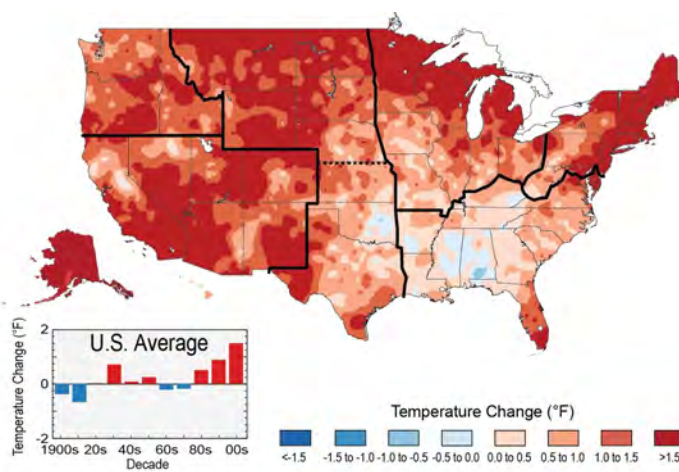 U.S. Average
Temperature Change (°F)
2
0
-2
1900s 20s 40s 60s 80s 00s
Decade
Temperature Change (°F)
<-1.5 -1.5 to -1.0 -1.0 to -0.5 -0.5 to 0.0 0.0 to 0.5 0.5 to 1.0 1.0 to 1.5 >1.5